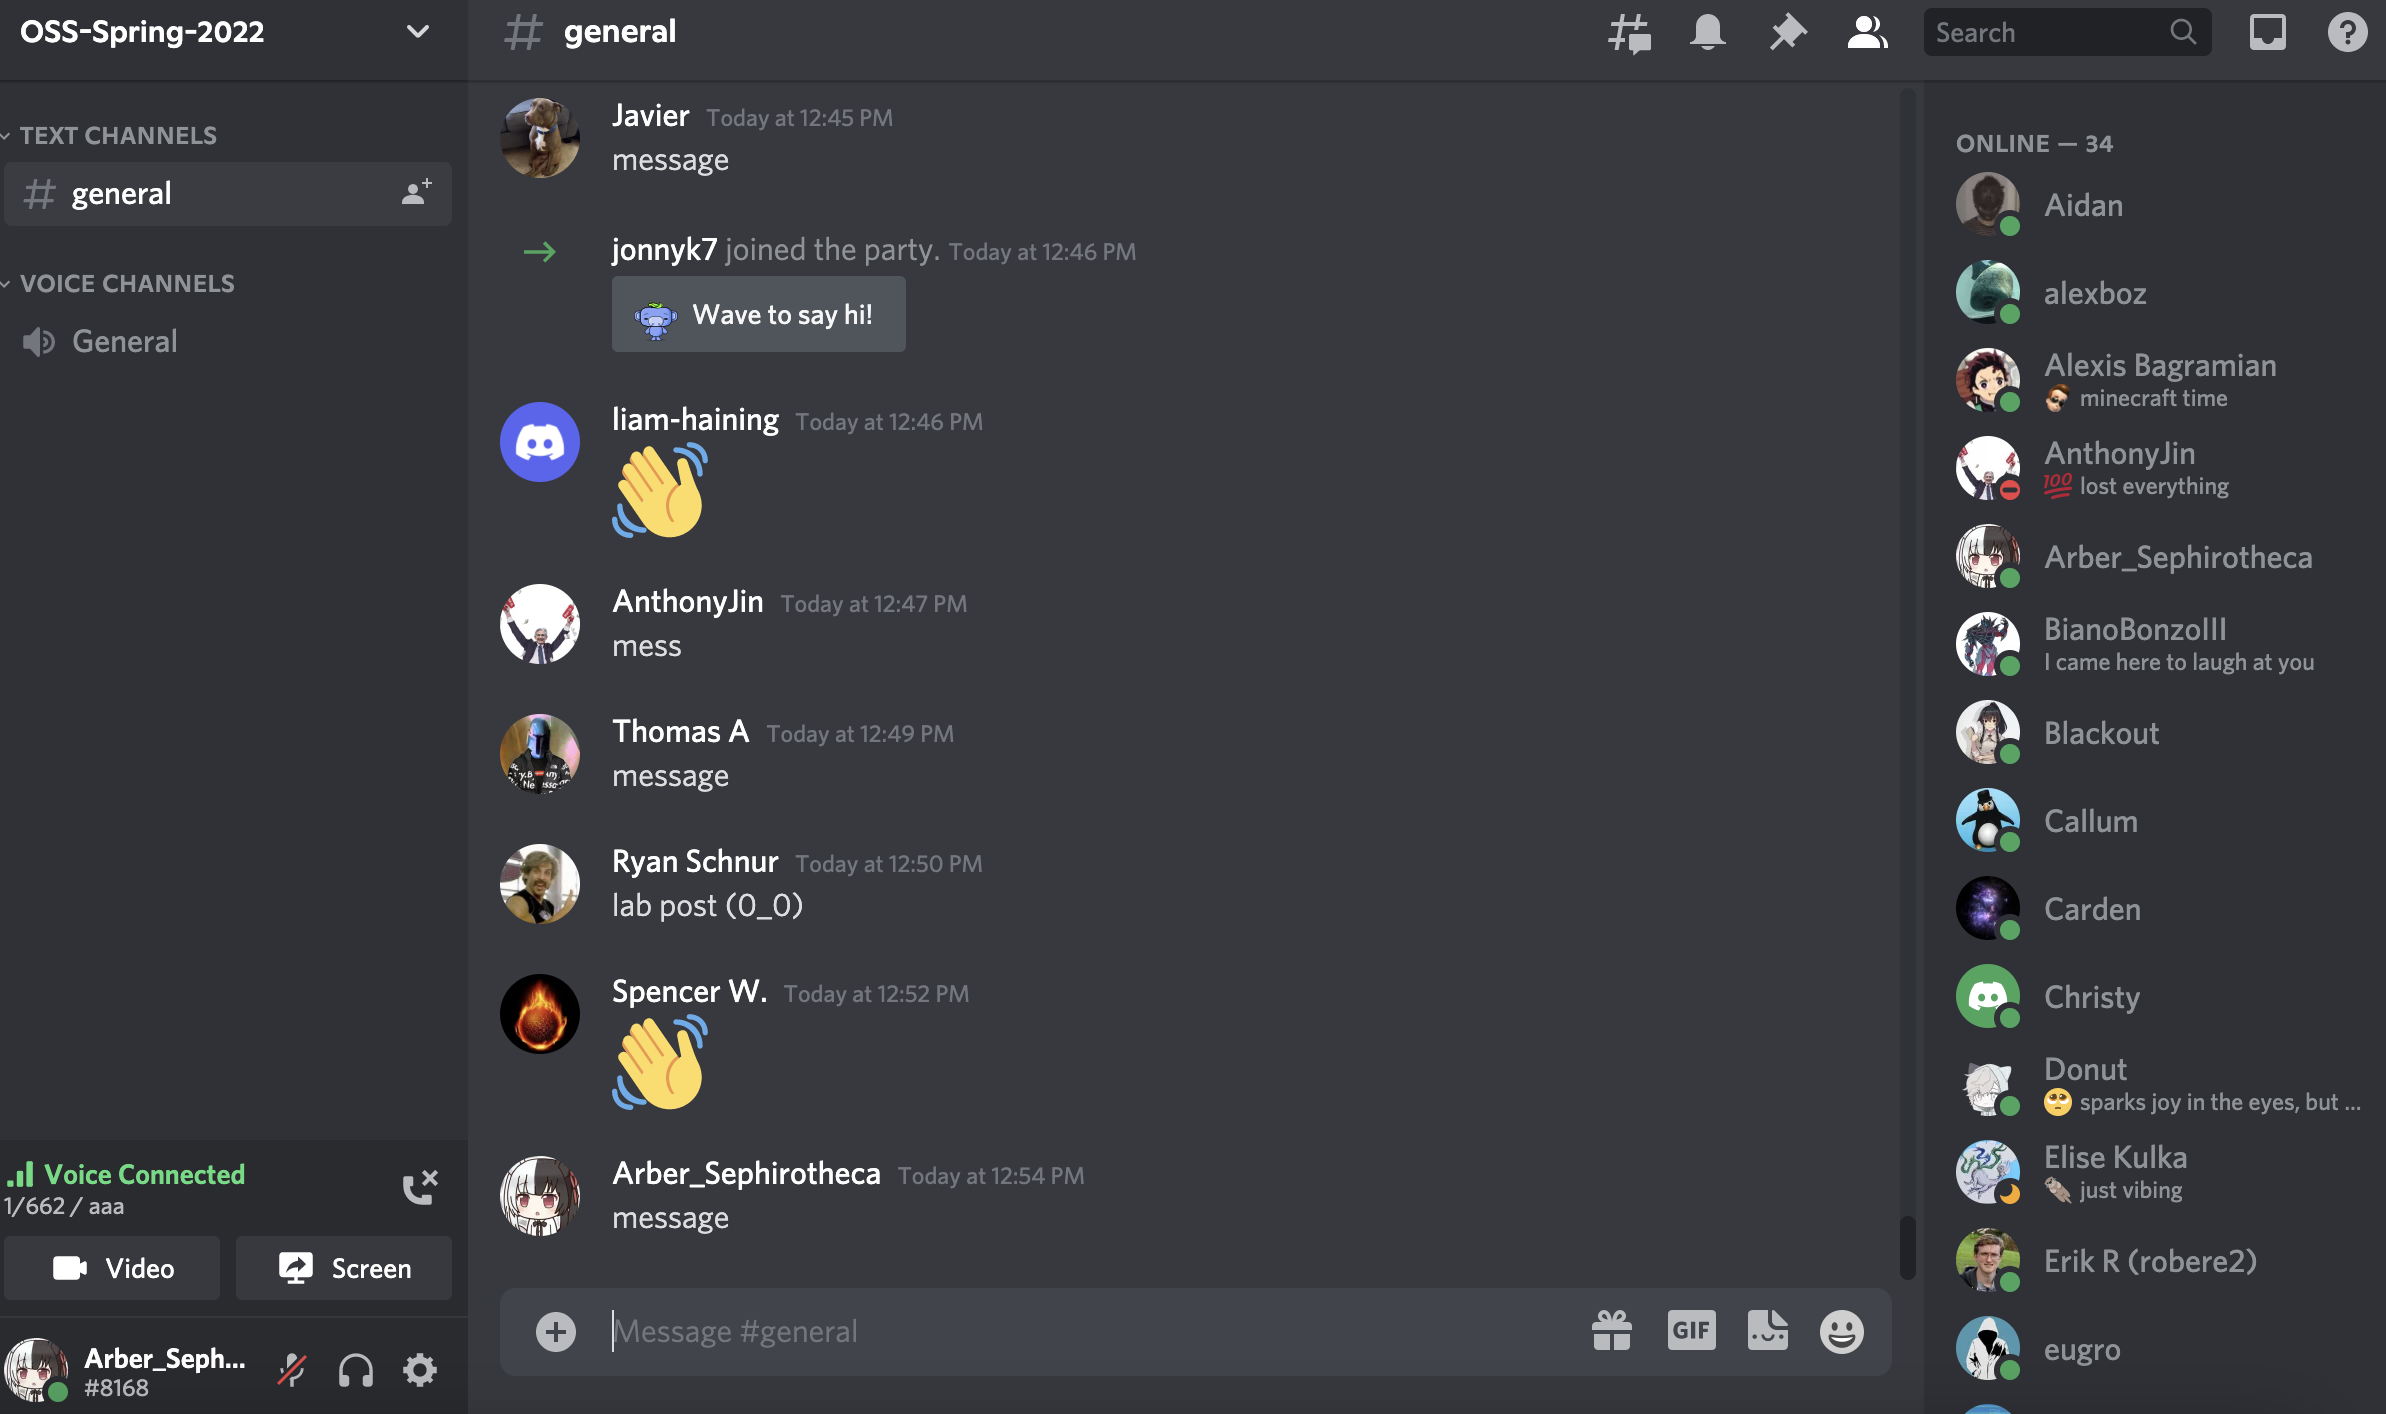 OSS-Spring-2022
TEXT CHANNELS
general
VOICE CHANNELS
General
Voice Connected
1/662 / aaa
Video
Screen
Arber_Seph...
#8168
general
Search
Javier Today at 12:45 PM
message
jonnyk7 joined the party. Today at 12:46 PM
Wave to say hi!
liam-haining Today at 12:46 PM
AnthonyJin Today at 12:47 PM
mess
Thomas A Today at 12:49 PM
message
Ryan Schnur Today at 12:50 PM
lab post (0_0)
Spencer W. Today at 12:52 PM
Arber_Sephirotheca Today at 12:54 PM
message
Message #general
GIF
ONLINE — 34
Aidan
alexboz
Alexis Bagramian
minecraft time
AnthonyJin
100 lost everything
Arber_Sephirotheca
BianoBonzoIII
I came here to laugh at you
Blackout
Callum
Carden
Christy
Donut
sparks joy in the eyes, but ...
Elise Kulka
just vibing
Erik R (robere2)
eugro